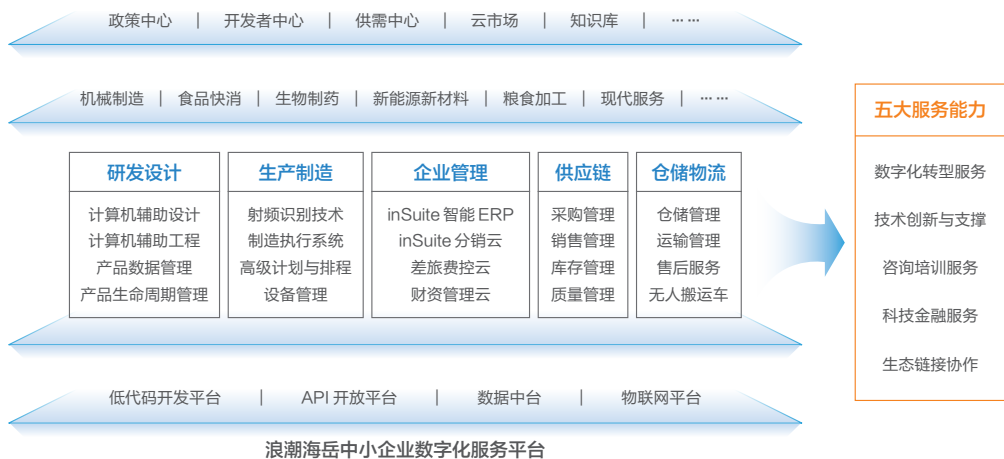 政策中心 | 开发者中心 | 供需中心 | 云市场 | 知识库 | ……
机械制造 | 食品快消 | 生物制药 | 新能源新材料 | 粮食加工 | 现代服务 | ……
研发设计
计算机辅助设计
计算机辅助工程
产品数据管理
产品生命周期管理
生产制造
射频识别技术
制造执行系统
高级计划与排程
设备管理
企业管理
inSuite 智能 ERP
inSuite 分销云
差旅费控云
财资管理云
供应链
采购管理
销售管理
库存管理
质量管理
仓储物流
仓储管理
运输管理
售后服务
无人搬运车
低代码开发平台 | API 开放平台 | 数据中台 | 物联网平台
浪潮海岳中小企业数字化服务平台
五大服务能力
数字化转型服务
技术创新与支撑
咨询培训服务
科技金融服务
生态链接协作